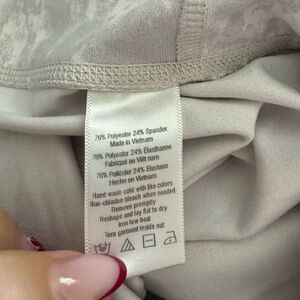 76% Polyester 24% Spandex
Made in Vietnam
76% Polyester 24% Élasthanne
Fabriqué au Viêt nam
76% Poliéster 24% Elastano
Hecho en Vietnam
Hand wash cold with like colors
Non-chlorine bleach when needed
Remove promptly
Reshape and lay flat to dry
Iron low heat
Turn garment inside out